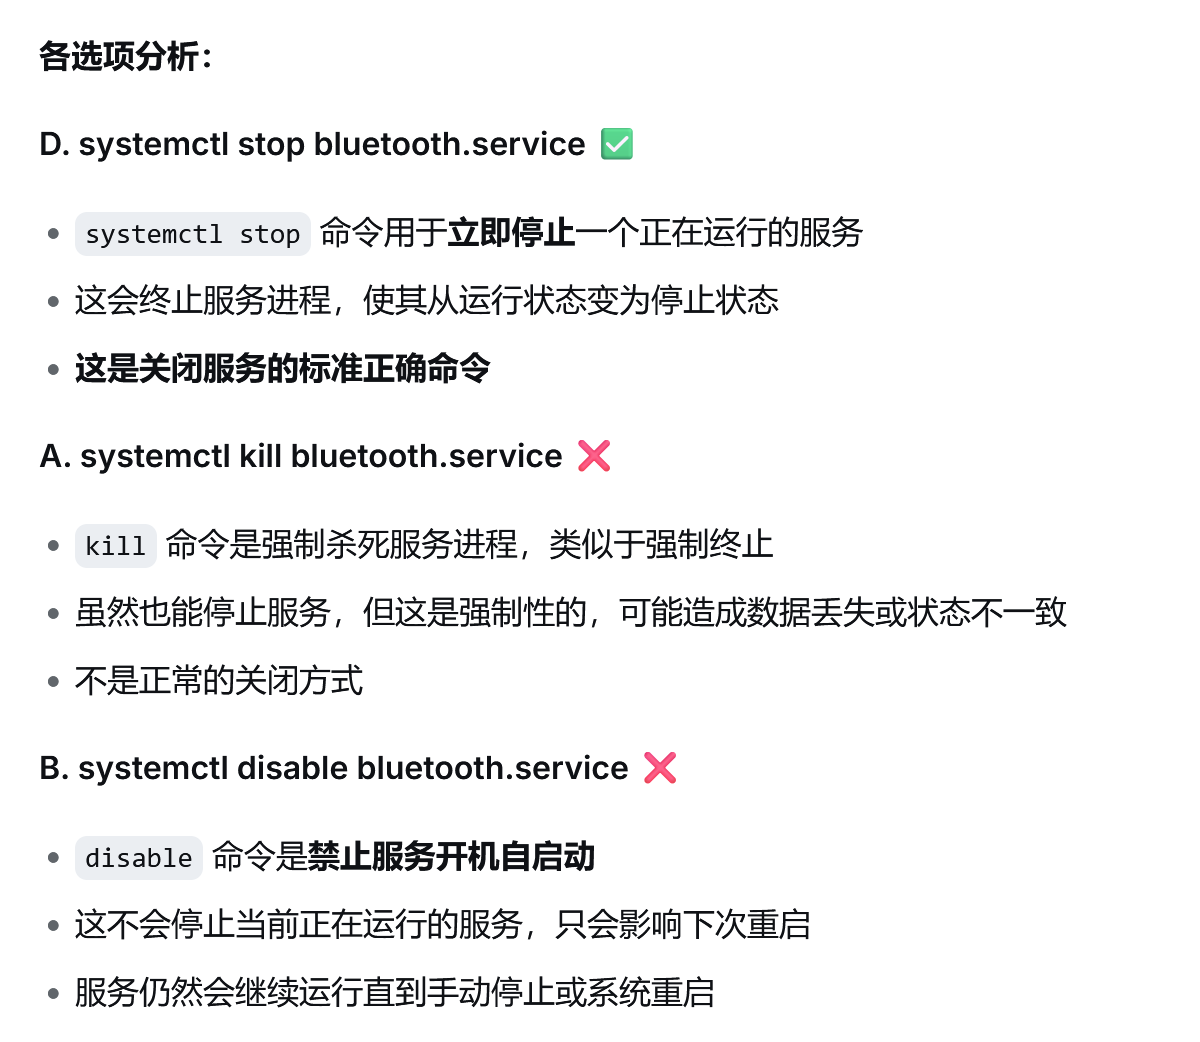 各选项分析：
D. systemctl stop bluetooth.service ✅
• systemctl stop 命令用于立即停止一个正在运行的服务
• 这会终止服务进程，使其从运行状态变为停止状态
• 这是关闭服务的标准正确命令
A. systemctl kill bluetooth.service ❌
• kill 命令是强制杀死服务进程，类似于强制终止
• 虽然也能停止服务，但这是强制性的，可能造成数据丢失或状态不一致
• 不是正常的关闭方式
B. systemctl disable bluetooth.service ❌
• disable 命令是禁止服务开机自启动
• 这不会停止当前正在运行的服务，只会影响下次重启
• 服务仍然会继续运行直到手动停止或系统重启